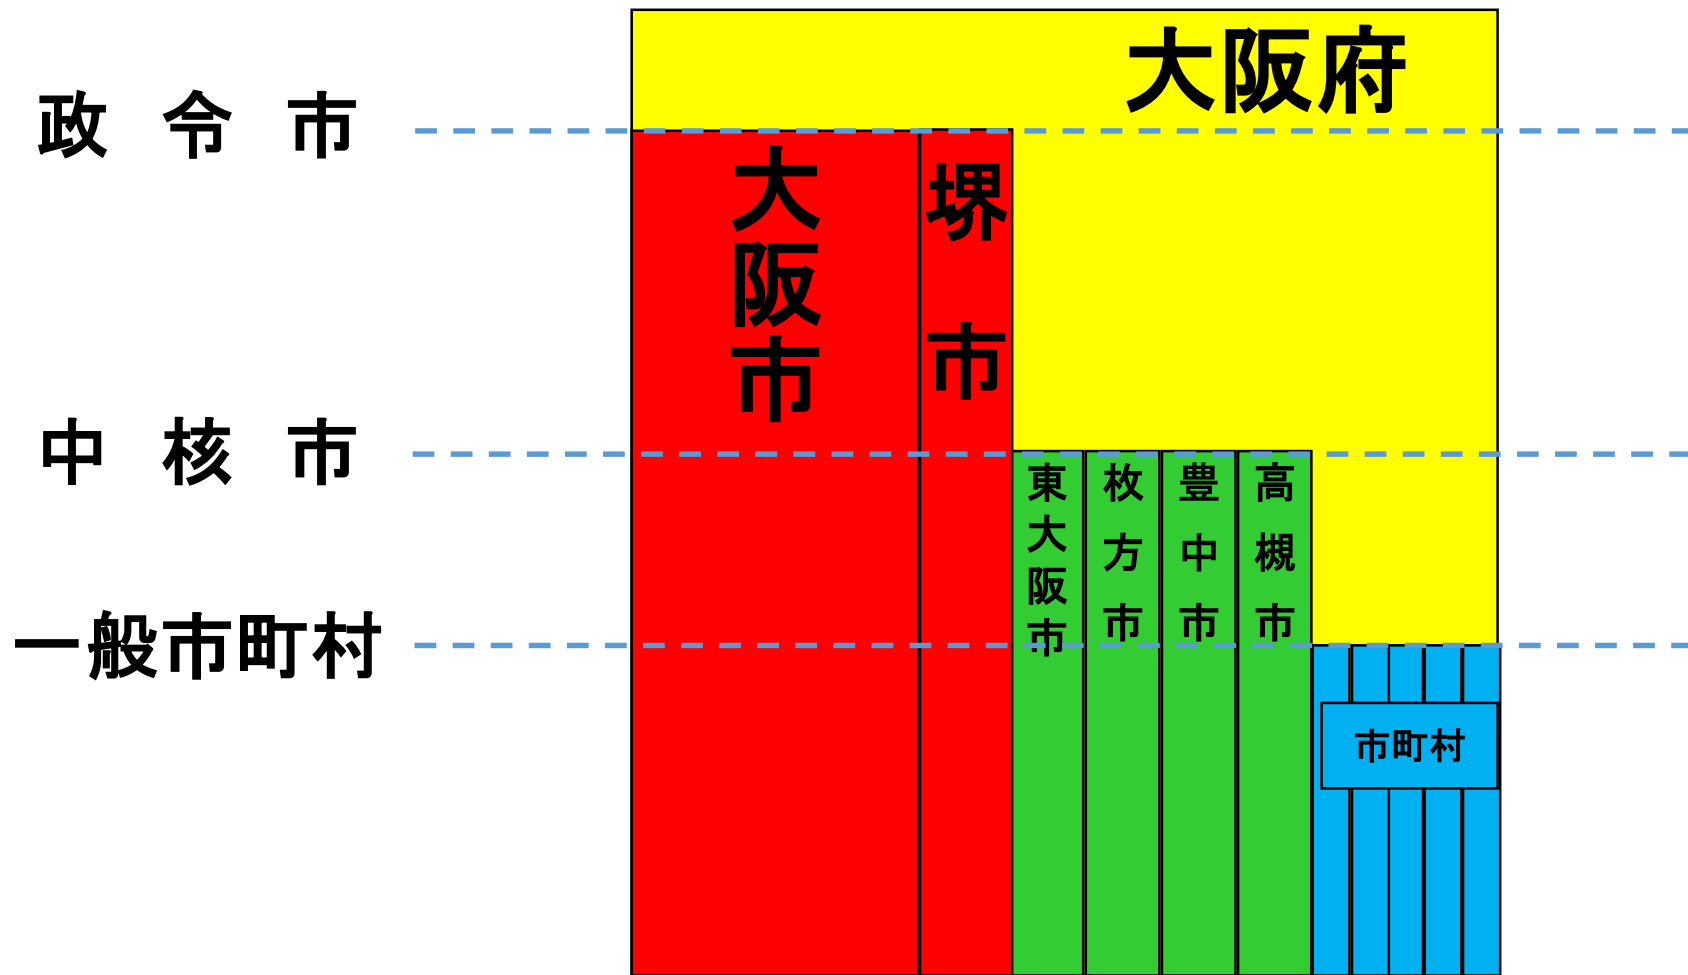 大阪府
政令市
大阪市
堺市
中核市
東大阪市
枚方市
豊中市
高槻市
一般市町村
市町村